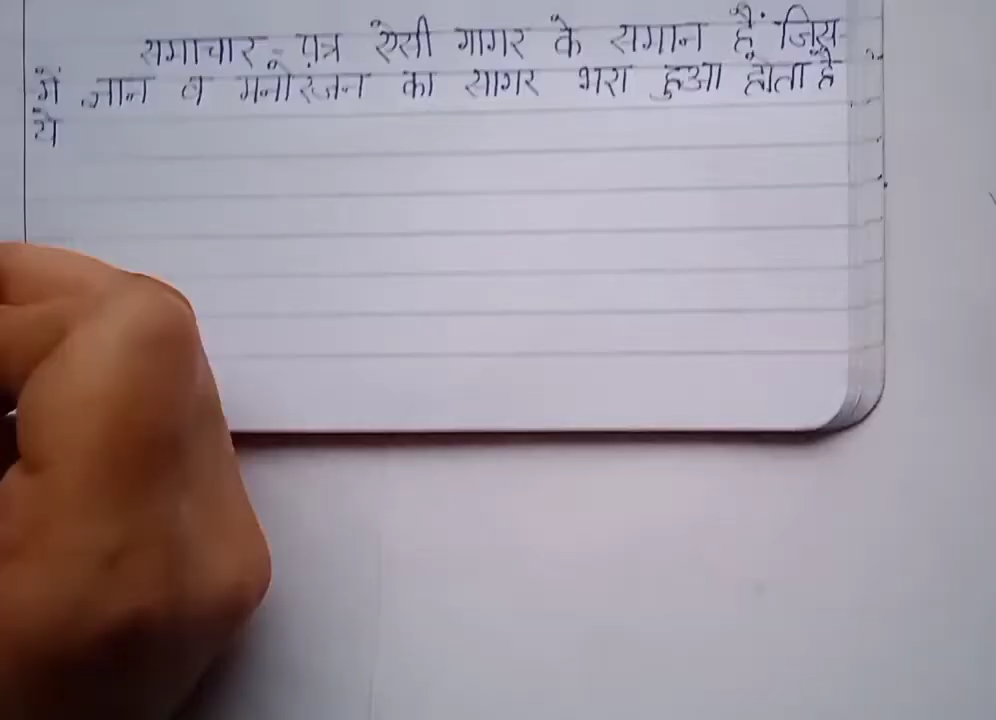 समाचार पत्र ऐसी गागर के समान हैं जिस
में ज्ञान व मनोरंजन का सागर भरा हुआ होता है
ये